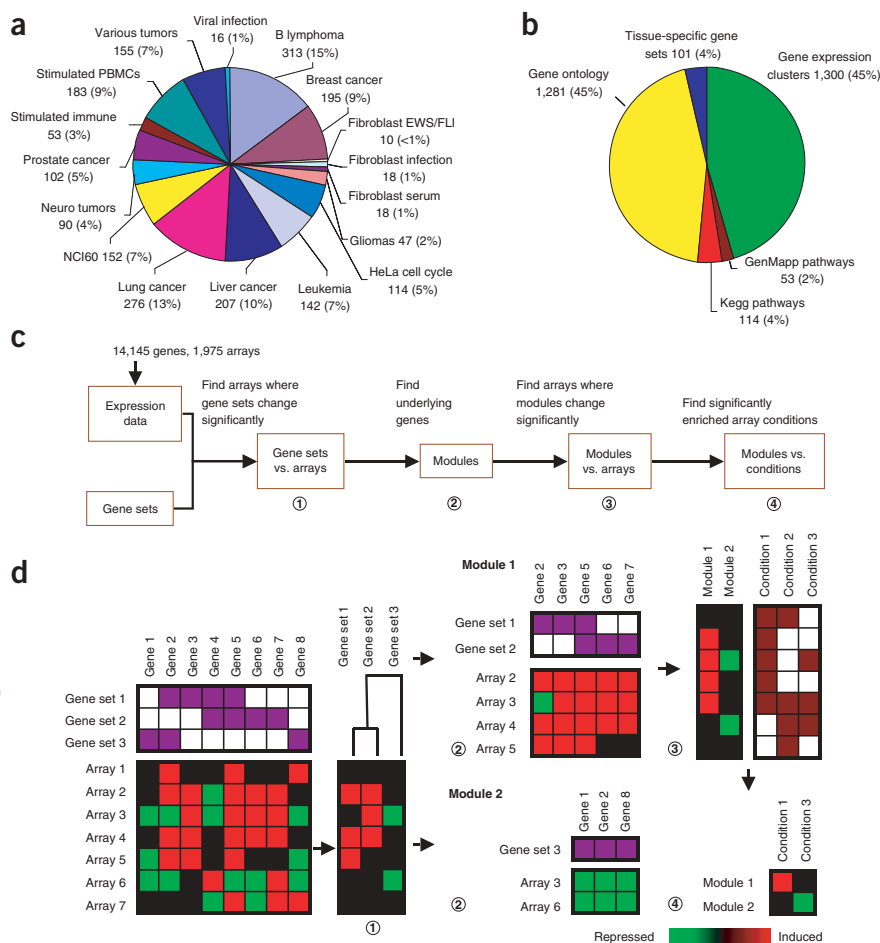 a
Viral infection
16 (1%)
B lymphoma
313 (15%)
Various tumors
155 (7%)
Stimulated PBMCs
183 (9%)
Breast cancer
195 (9%)
Stimulated immune
53 (3%)
Fibroblast EWS/FLI
10 (<1%)
Prostate cancer
102 (5%)
Fibroblast infection
18 (1%)
Neuro tumors
90 (4%)
Fibroblast serum
18 (1%)
NCI60 152 (7%)
Gliomas 47 (2%)
Lung cancer
276 (13%)
Liver cancer
207 (10%)
Leukemia
142 (7%)
HeLa cell cycle
114 (5%)
b
Tissue-specific gene
sets 101 (4%)
Gene expression
clusters 1,300 (45%)
Gene ontology
1,281 (45%)
GenMapp pathways
53 (2%)
Kegg pathways
114 (4%)
c
14,145 genes, 1,975 arrays
Expression
data
Gene sets
Find arrays where
gene sets change
significantly
Gene sets
vs. arrays
①
Find
underlying
genes
Modules
②
Find arrays where
modules change
significantly
Modules
vs. arrays
③
Find significantly
enriched array conditions
Modules vs.
conditions
④
d
Gene 1
Gene 2
Gene 3
Gene 4
Gene 5
Gene 6
Gene 7
Gene 8
Gene set 1
Gene set 2
Gene set 3
Array 1
Array 2
Array 3
Array 4
Array 5
Array 6
Array 7
Gene set 1
Gene set 2
Gene set 3
①
Module 1
Gene 2
Gene 3
Gene 5
Gene 6
Gene 7
Gene set 1
Gene set 2
Array 2
Array 3
Array 4
Array 5
②
Module 2
Gene 1
Gene 2
Gene 8
Gene set 3
Array 3
Array 6
②
Module 1
Module 2
Condition 1
Condition 2
Condition 3
③
Condition 1
Condition 3
Module 1
Module 2
④
Repressed
Induced